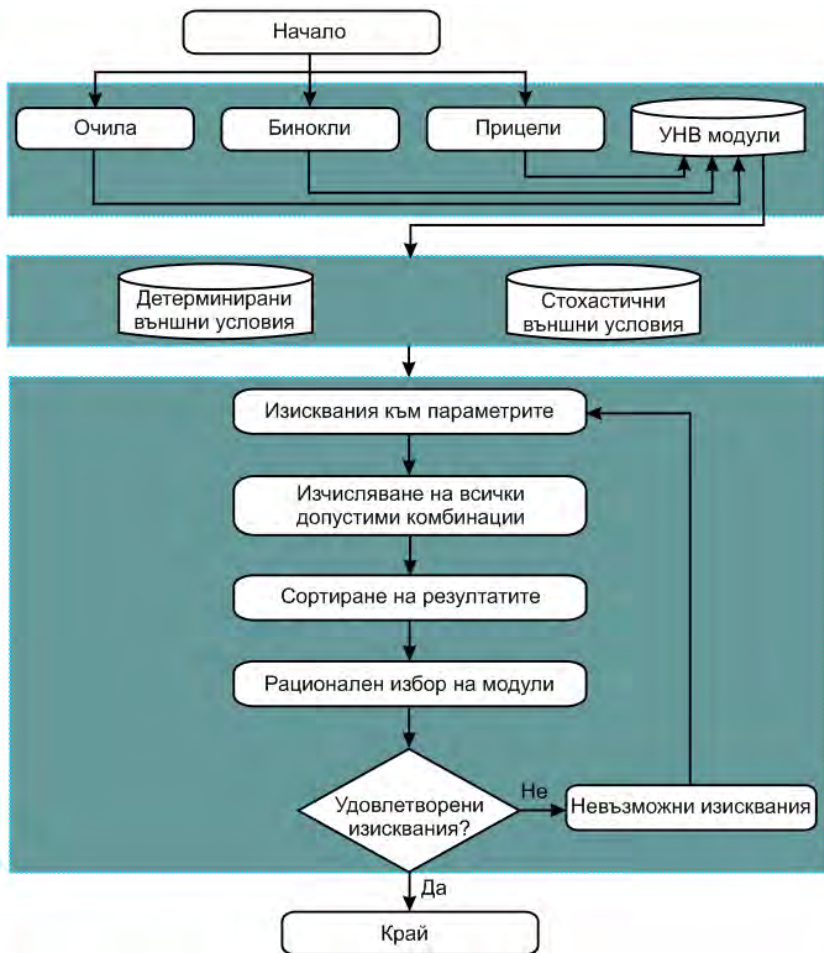 Начало
Очила
Бинокли
Прицели
УНВ модули
Детерминирани
външни условия
Стохастични
външни условия
Изисквания към параметрите
Изчисляване на всички
допустими комбинации
Сортиране на резултатите
Рационален избор на модули
Удовлетворени
изисквания?
Не
Невъзможни изисквания
Да
Край